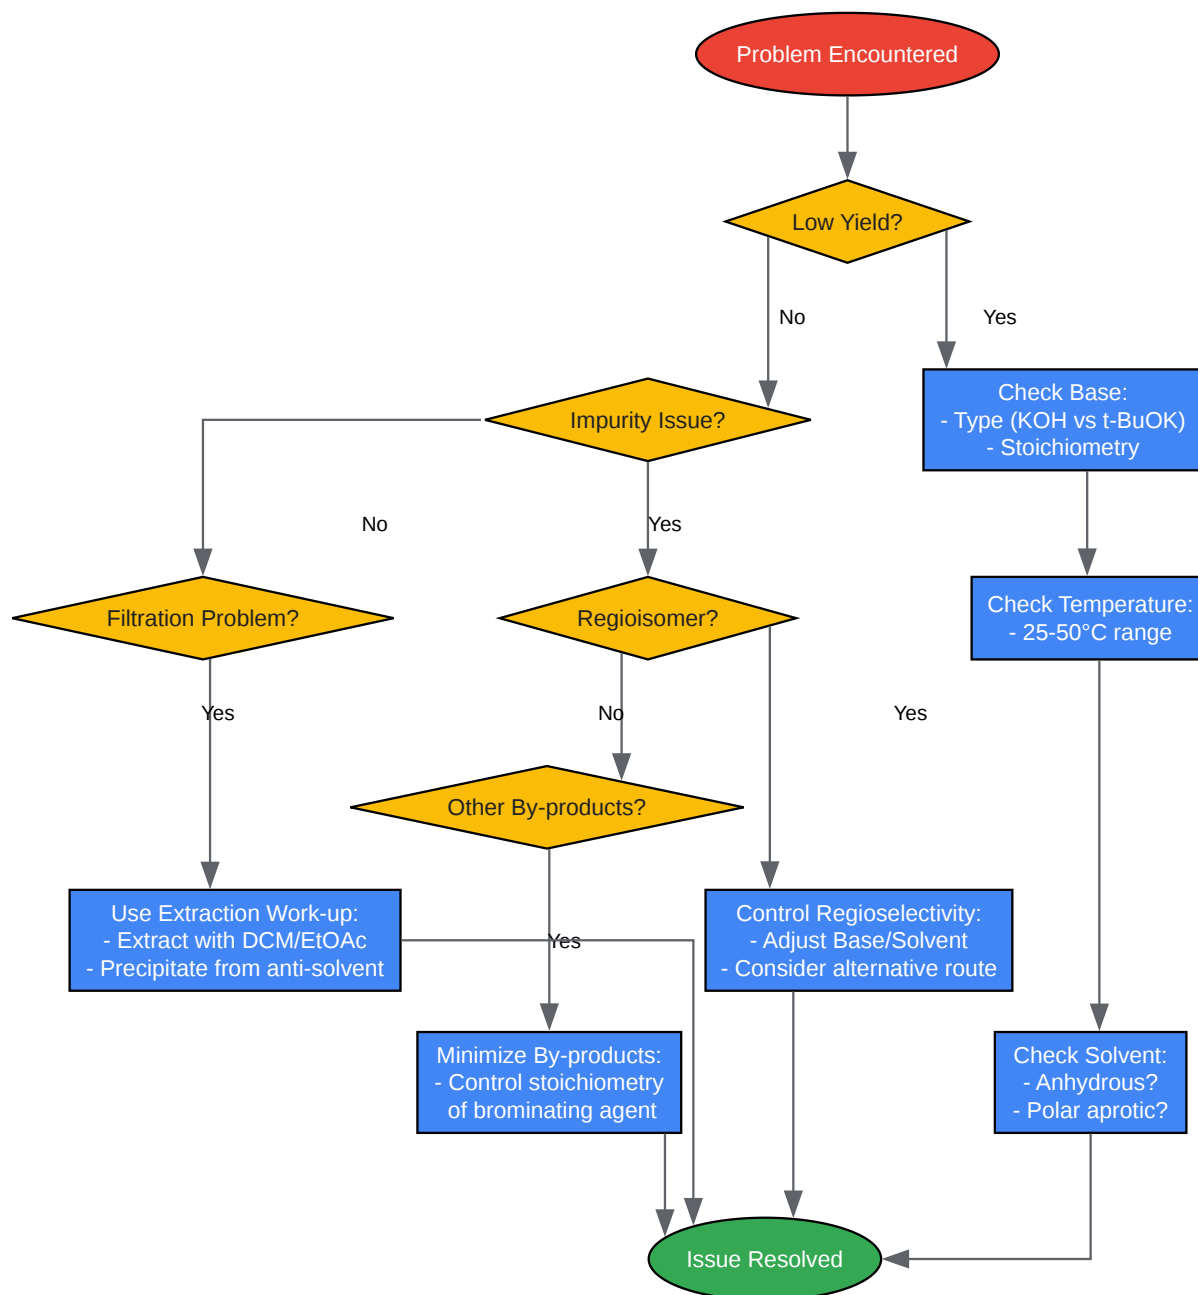 Problem Encountered
Low Yield?
No
Yes
Check Base:
- Type (KOH vs t-BuOK)
- Stoichiometry
Impurity Issue?
No
Yes
Filtration Problem?
Regioisomer?
Check Temperature:
- 25-50°C range
Yes
No
Yes
Other By-products?
Use Extraction Work-up:
- Extract with DCM/EtOAc
- Precipitate from anti-solvent
Yes
Control Regioselectivity:
- Adjust Base/Solvent
- Consider alternative route
Minimize By-products:
- Control stoichiometry
of brominating agent
Check Solvent:
- Anhydrous?
- Polar aprotic?
Issue Resolved